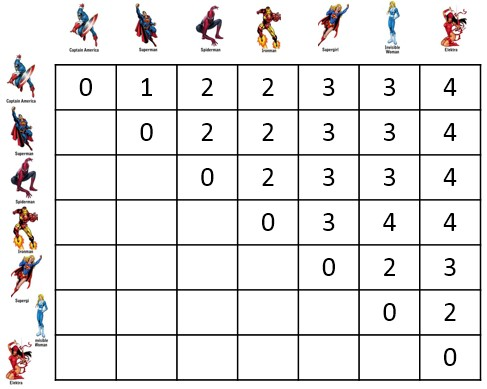 Captain America Superman Spiderman Ironman Supergirl Invisible Woman Elektra
Captain America 0 1 2 2 3 3 4
Superman 0 2 2 3 3 4
Spiderman 0 2 3 3 4
Ironman 0 3 4 4
Supergi 0 2 3
Invisible Woman 0 2
Elektra 0